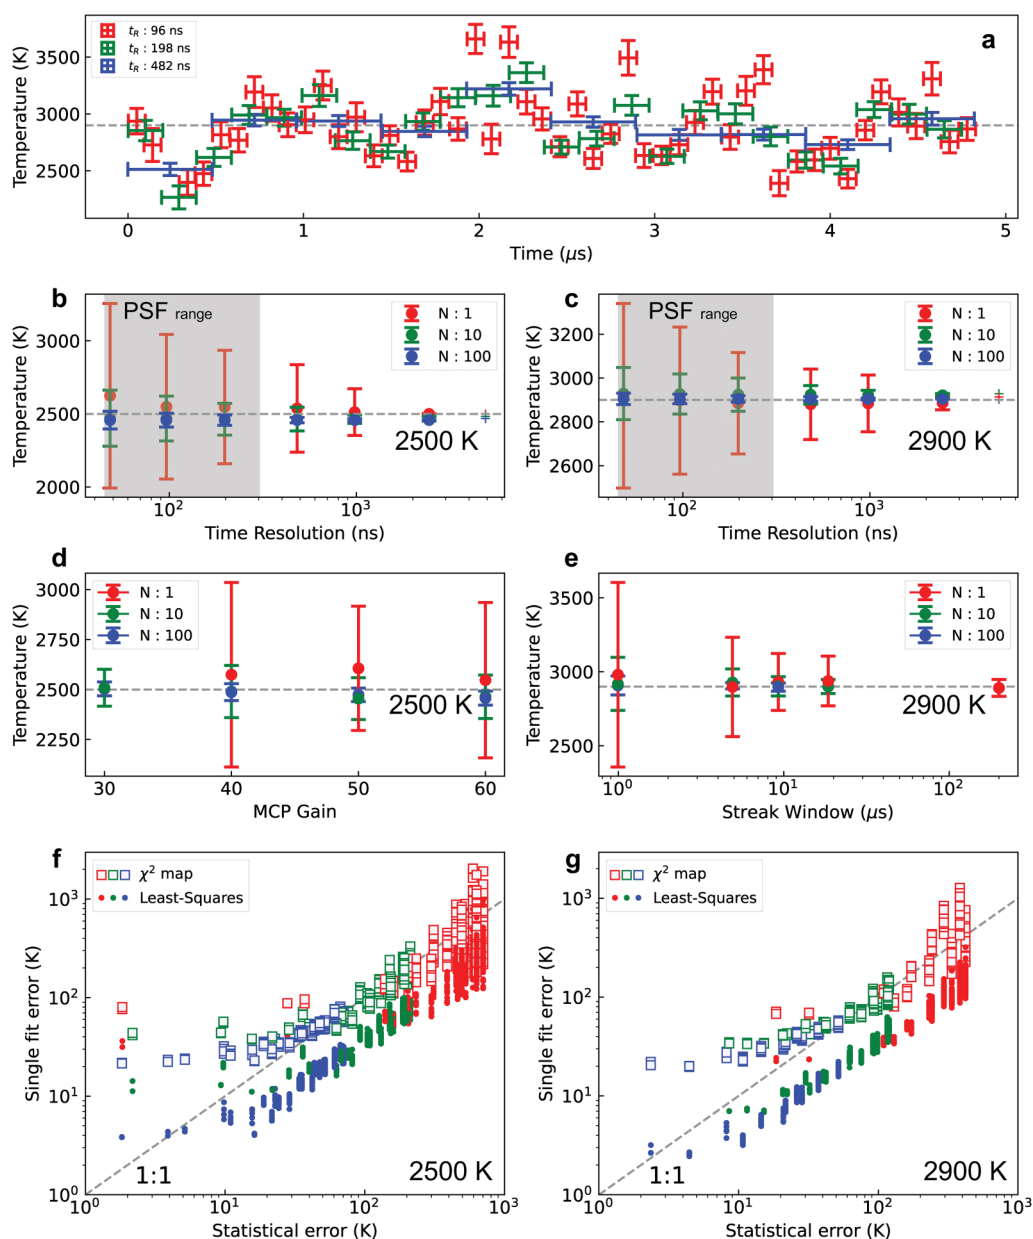 a
t_R : 96 ns
t_R : 198 ns
t_R : 482 ns
3500
3000
2500
Temperature (K)
0 1 2 3 4 5
Time (μs)
b
PSF range
N : 1
N : 10
N : 100
3000
2500
2000
Temperature (K)
2500 K
10² 10³
Time Resolution (ns)
c
PSF range
N : 1
N : 10
N : 100
3200
3000
2800
2600
Temperature (K)
2900 K
10² 10³
Time Resolution (ns)
d
N : 1
N : 10
N : 100
3000
2750
2500
2250
Temperature (K)
2500 K
30 40 50 60
MCP Gain
e
N : 1
N : 10
N : 100
3500
3000
2500
Temperature (K)
2900 K
10⁰ 10¹ 10²
Streak Window (μs)
f
χ² map
Least-Squares
10³
10²
10¹
10⁰
Single fit error (K)
1:1
2500 K
10⁰ 10¹ 10² 10³
Statistical error (K)
g
χ² map
Least-Squares
10³
10²
10¹
10⁰
Single fit error (K)
1:1
2900 K
10⁰ 10¹ 10² 10³
Statistical error (K)